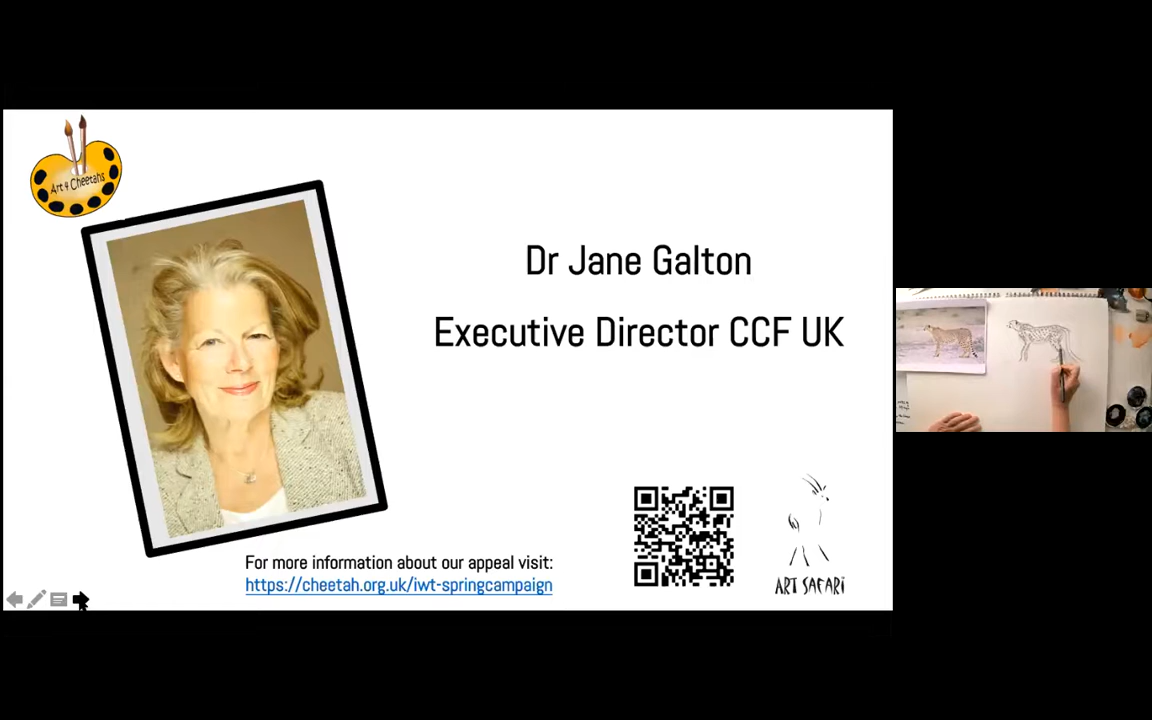 Art 4 Cheetahs
Dr Jane Galton
Executive Director CCF UK
For more information about our appeal visit:
https://cheetah.org.uk/iwt-springcampaign
ART SAFARI